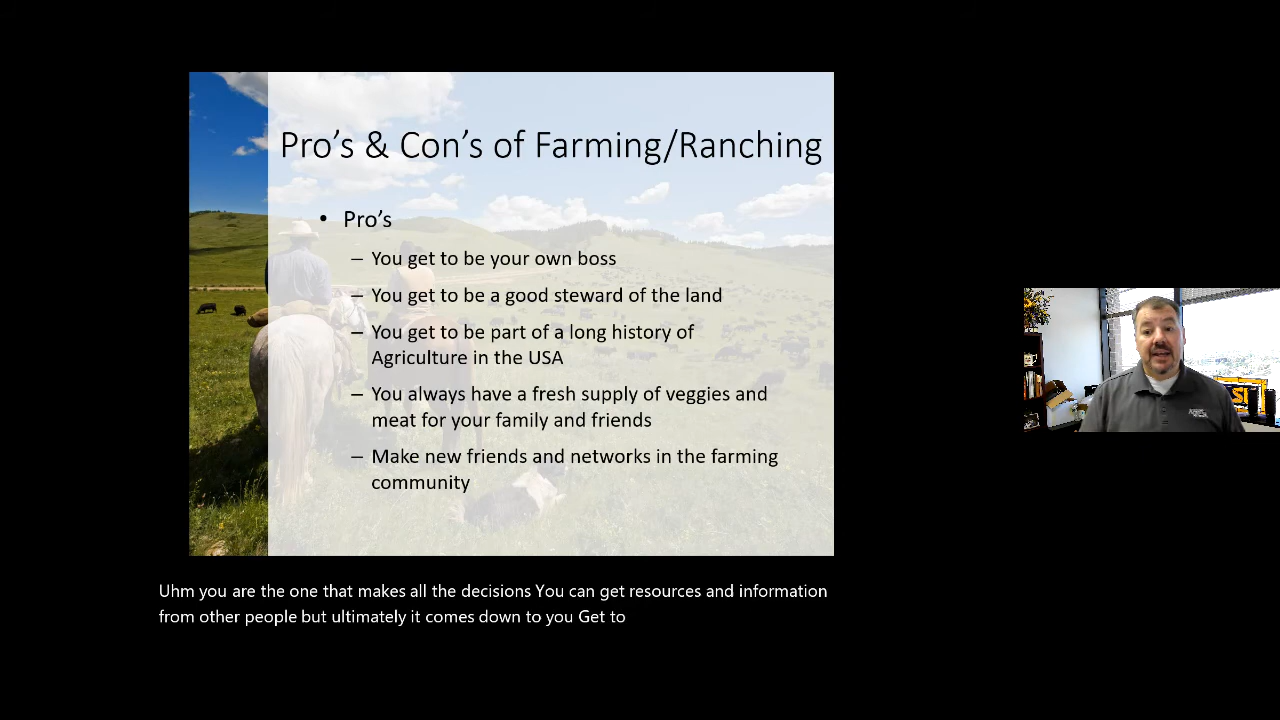 Pro's & Con's of Farming/Ranching
• Pro's
– You get to be your own boss
– You get to be a good steward of the land
– You get to be part of a long history of
Agriculture in the USA
– You always have a fresh supply of veggies and
meat for your family and friends
– Make new friends and networks in the farming
community
Uhm you are the one that makes all the decisions You can get resources and information
from other people but ultimately it comes down to you Get to